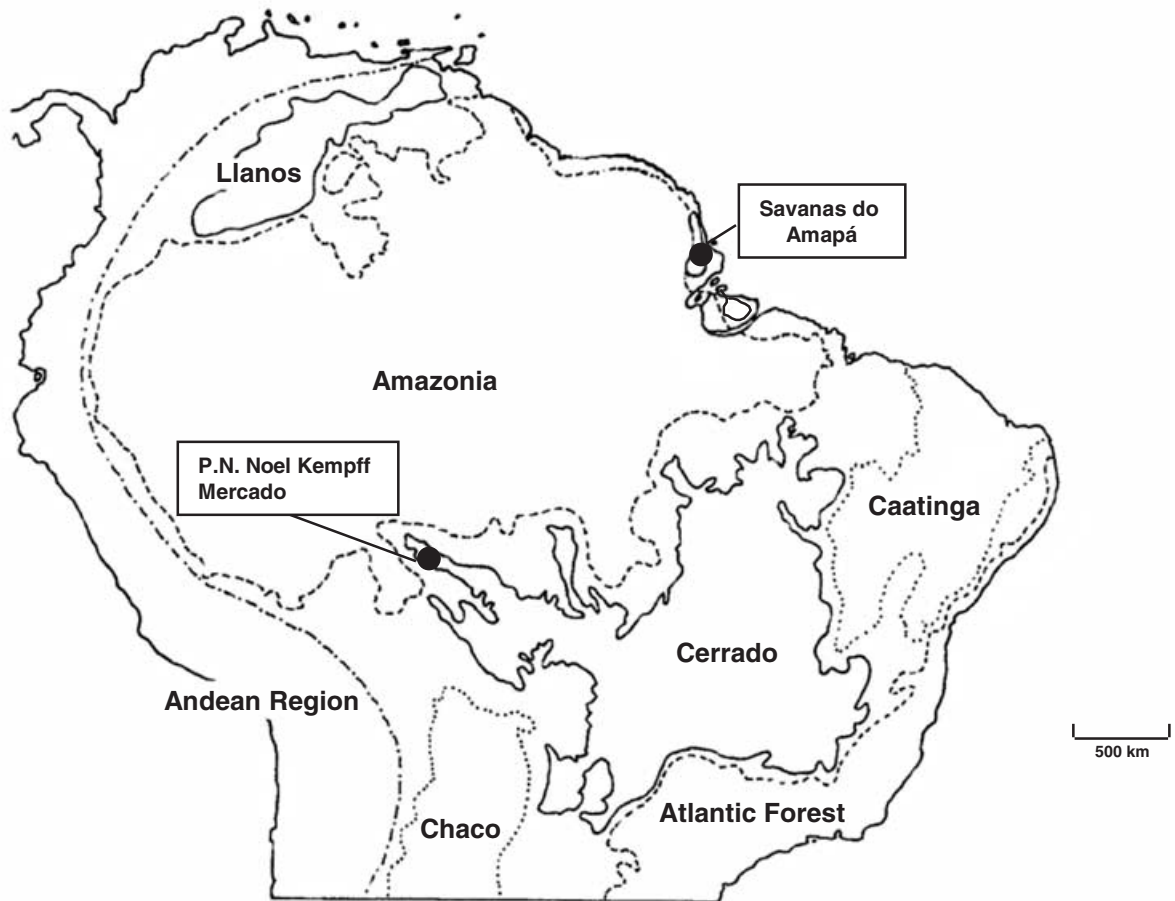 Llanos
Savanas do
Amapá
Amazonia
P.N. Noel Kempff
Mercado
Caatinga
Cerrado
Andean Region
500 km
Atlantic Forest
Chaco